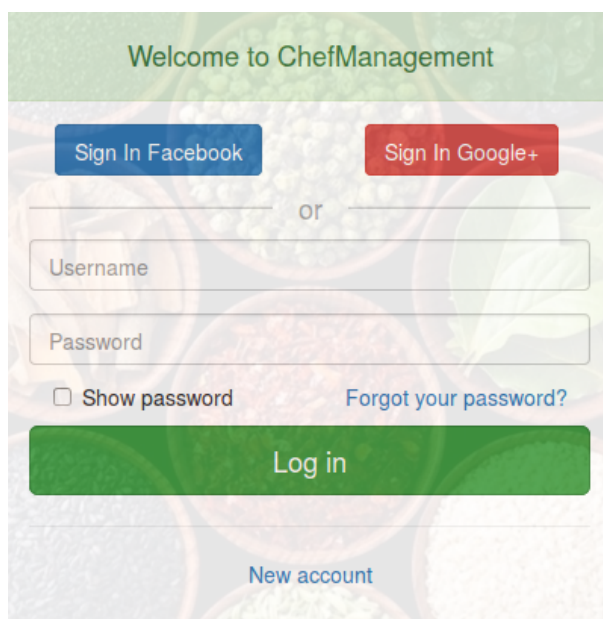 Welcome to ChefManagement
Sign In Facebook Sign In Google+
or
Username
Password
Show password Forgot your password?
Log in
New account